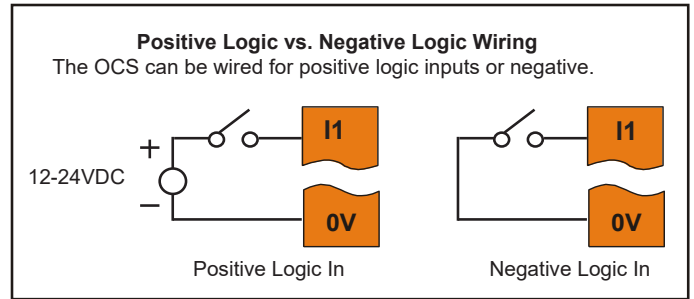 Positive Logic vs. Negative Logic Wiring
The OCS can be wired for positive logic inputs or negative.
I1
I1
+
12-24VDC
–
0V
0V
Positive Logic In
Negative Logic In